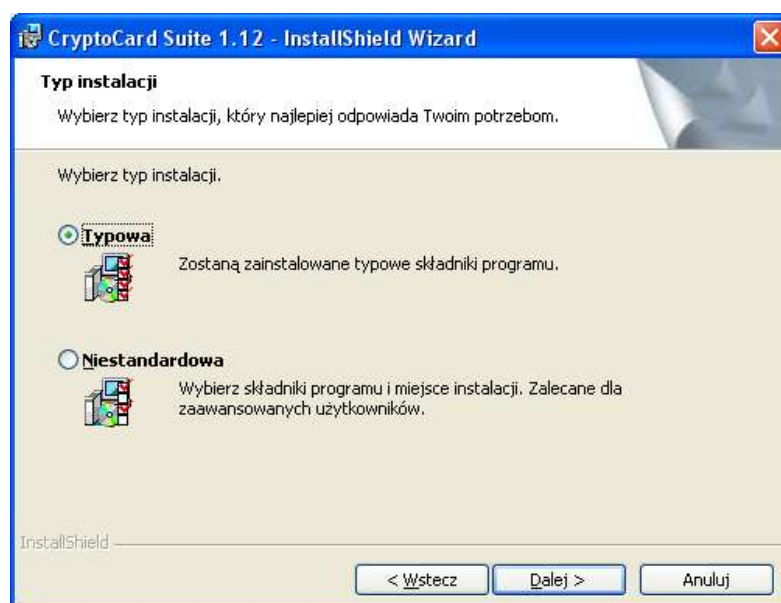 CryptoCard Suite 1.12 - InstallShield Wizard
Typ instalacji
Wybierz typ instalacji, który najlepiej odpowiada Twoim potrzebom.
Wybierz typ instalacji.
Typowa
Zostaną zainstalowane typowe składniki programu.
Niestandardowa
Wybierz składniki programu i miejsce instalacji. Zalecane dla
zaawansowanych użytkowników.
InstallShield
< Wstecz Dalej > Anuluj